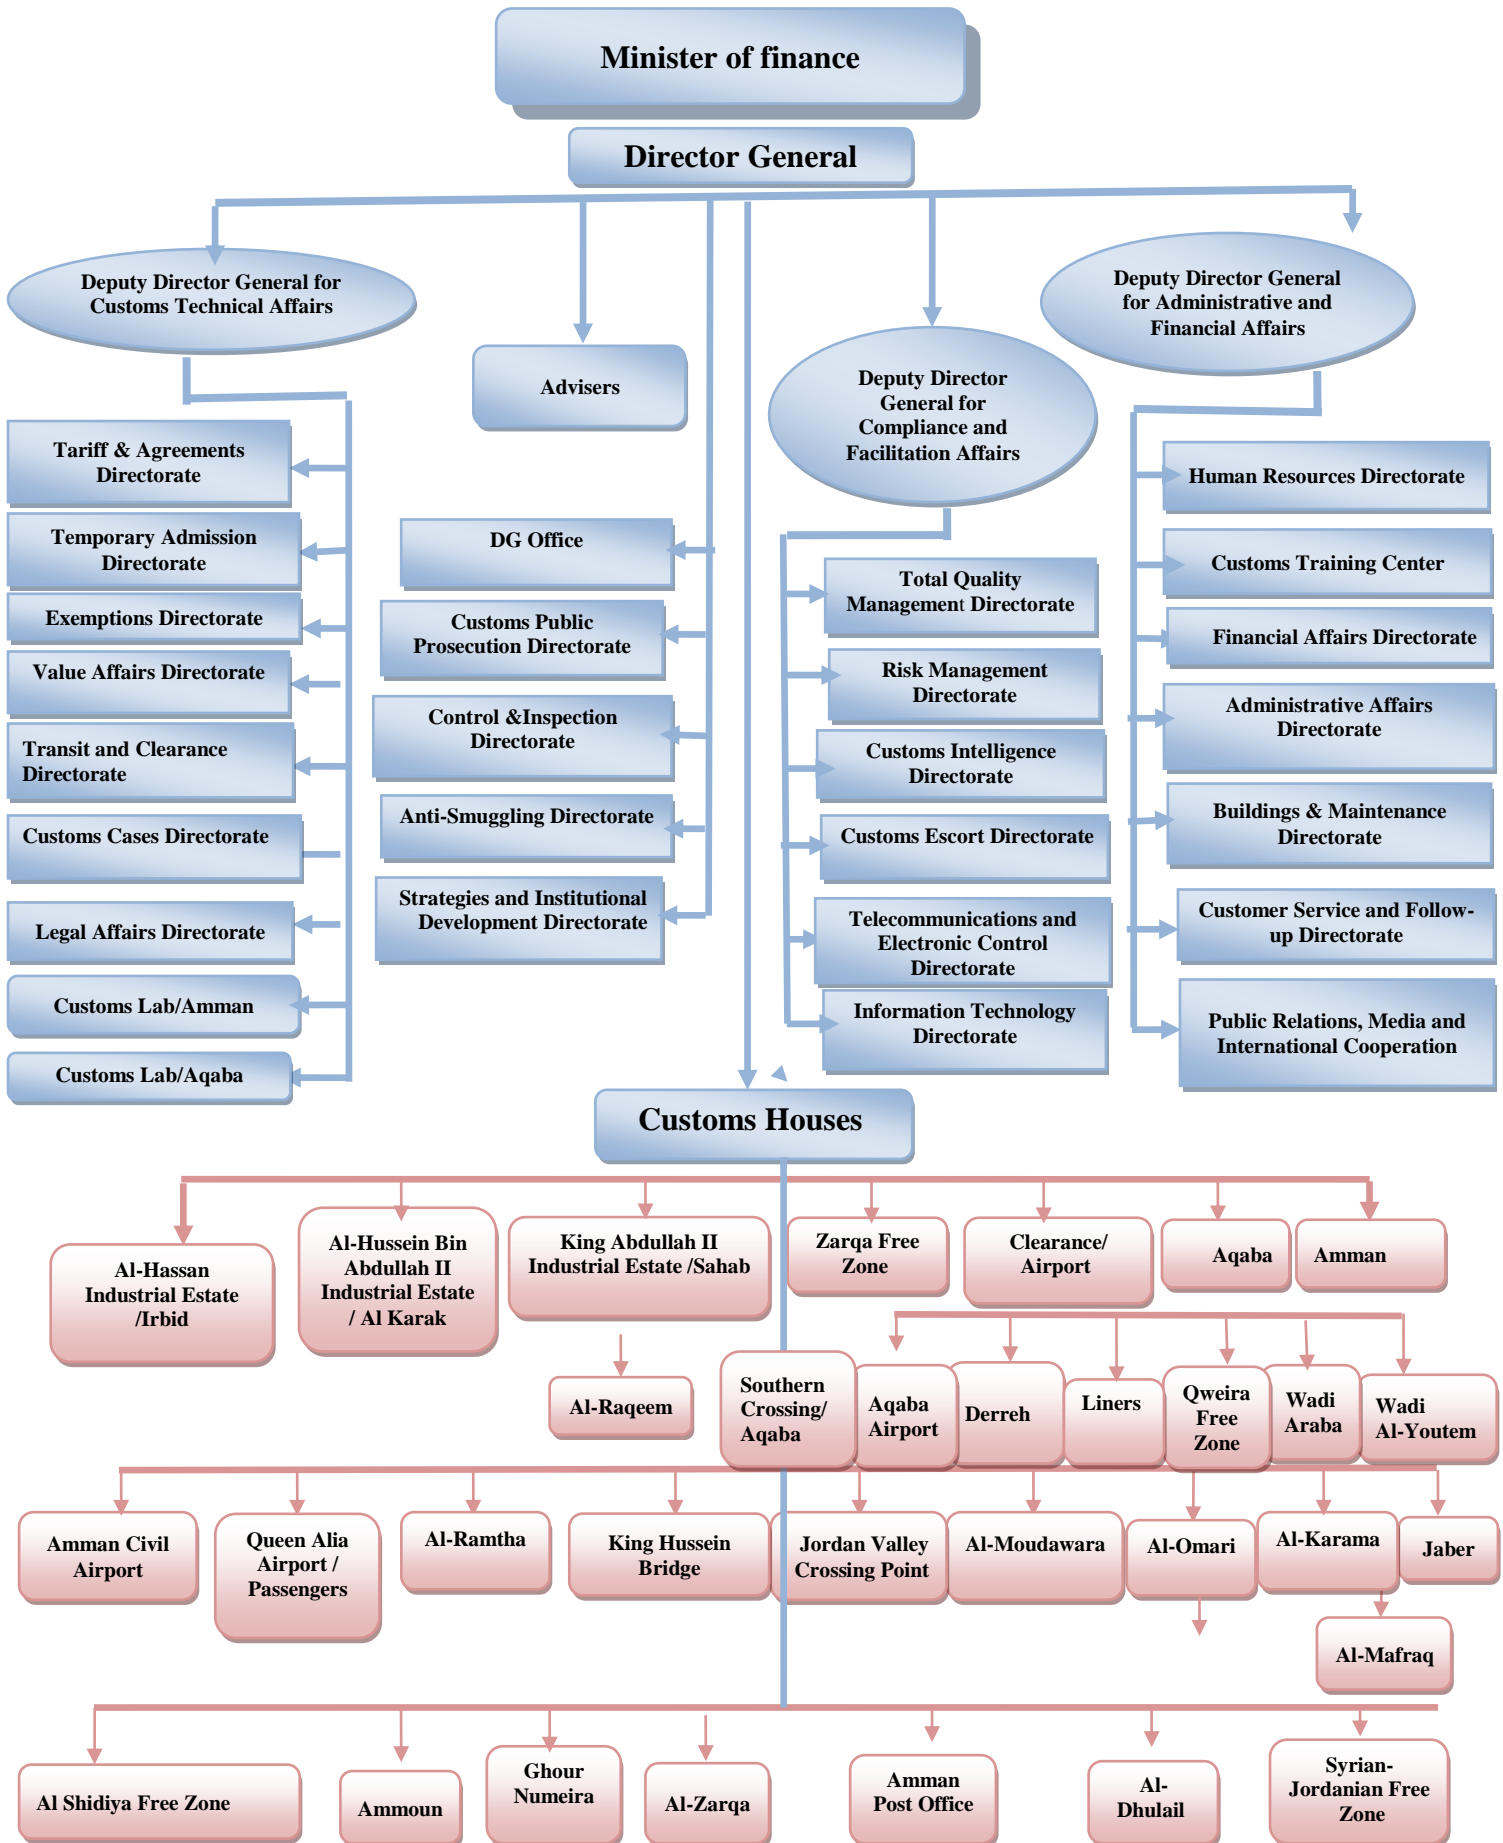 Minister of finance
Director General
Deputy Director General for
Customs Technical Affairs
Deputy Director General
for Administrative and
Financial Affairs
Advisers
Deputy Director
General for
Compliance and
Facilitation Affairs
Tariff & Agreements
Directorate
Temporary Admission
Directorate
Exemptions Directorate
Value Affairs Directorate
Transit and Clearance
Directorate
Customs Cases Directorate
Legal Affairs Directorate
Customs Lab/Amman
Customs Lab/Aqaba
DG Office
Customs Public
Prosecution Directorate
Control &Inspection
Directorate
Anti-Smuggling Directorate
Strategies and Institutional
Development Directorate
Total Quality
Management Directorate
Risk Management
Directorate
Customs Intelligence
Directorate
Customs Escort Directorate
Telecommunications and
Electronic Control
Directorate
Information Technology
Directorate
Human Resources Directorate
Customs Training Center
Financial Affairs Directorate
Administrative Affairs
Directorate
Buildings & Maintenance
Directorate
Customer Service and Follow-
up Directorate
Public Relations, Media and
International Cooperation
Customs Houses
Al-Hassan
Industrial Estate
/Irbid
Al-Hussein Bin
Abdullah II
Industrial Estate
/ Al Karak
King Abdullah II
Industrial Estate /Sahab
Zarqa Free
Zone
Clearance/
Airport
Aqaba
Amman
Al-Raqeem
Southern
Crossing/
Aqaba
Aqaba
Airport
Derreh
Liners
Qweira
Free
Zone
Wadi
Araba
Wadi
Al-Youtem
Amman Civil
Airport
Queen Alia
Airport /
Passengers
Al-Ramtha
King Hussein
Bridge
Jordan Valley
Crossing Point
Al-Moudawara
Al-Omari
Al-Karama
Jaber
Al-Mafraq
Al Shidiya Free Zone
Ammoun
Ghour
Numeira
Al-Zarqa
Amman
Post Office
Al-
Dhulail
Syrian-
Jordanian Free
Zone